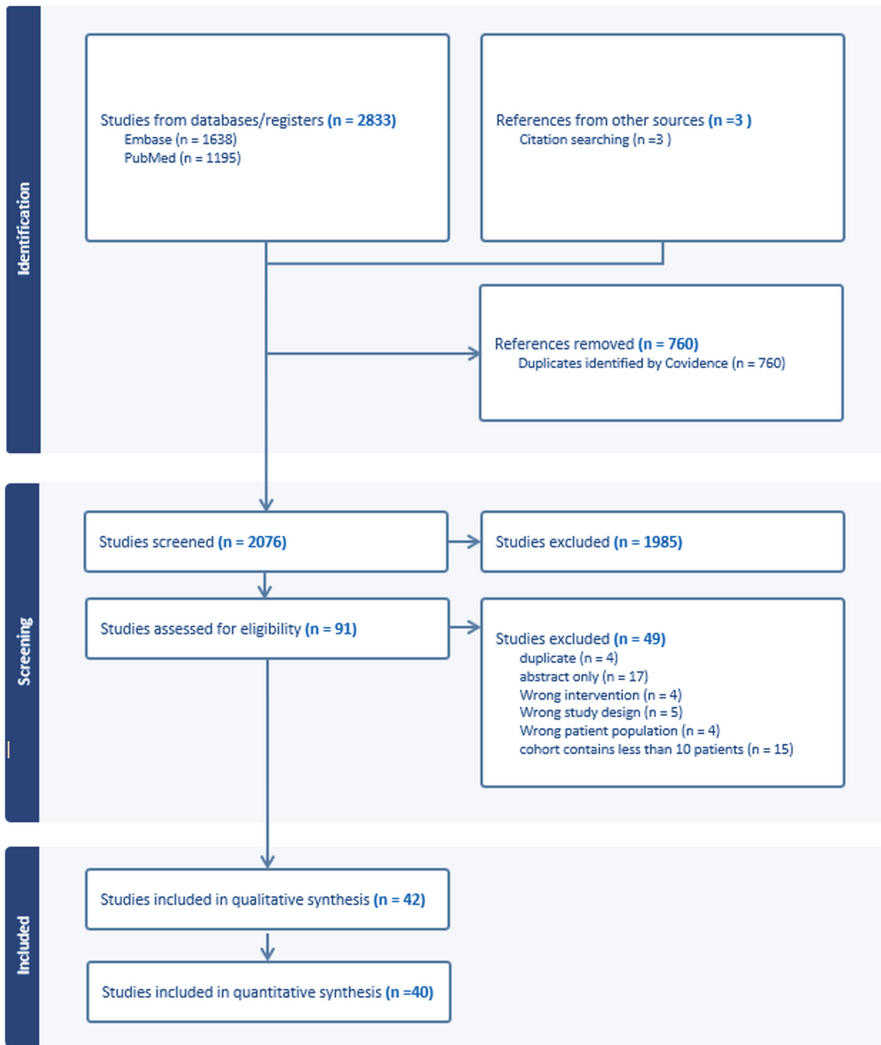 Identification
Studies from databases/registers (n = 2833)
Embase (n = 1638)
PubMed (n = 1195)
References from other sources (n =3 )
Citation searching (n =3 )
References removed (n = 760)
Duplicates identified by Covidence (n = 760)
Screening
Studies screened (n = 2076)
Studies excluded (n = 1985)
Studies assessed for eligibility (n = 91)
Studies excluded (n = 49)
duplicate (n = 4)
abstract only (n = 17)
Wrong intervention (n = 4)
Wrong study design (n = 5)
Wrong patient population (n = 4)
cohort contains less than 10 patients (n = 15)
Included
Studies included in qualitative synthesis (n = 42)
Studies included in quantitative synthesis (n =40)